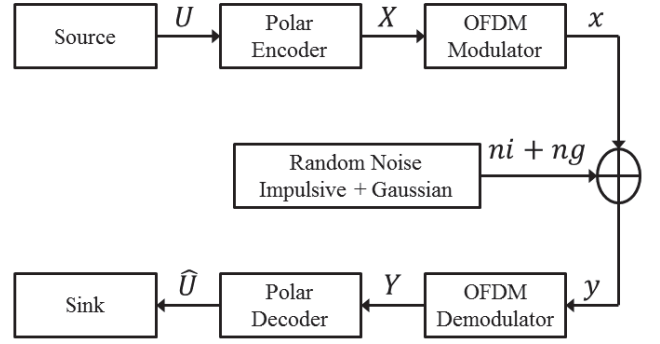 Source
U
Polar
Encoder
X
OFDM
Modulator
x
Random Noise
Impulsive + Gaussian
ni + ng
Sink
Û
Polar
Decoder
Y
OFDM
Demodulator
y